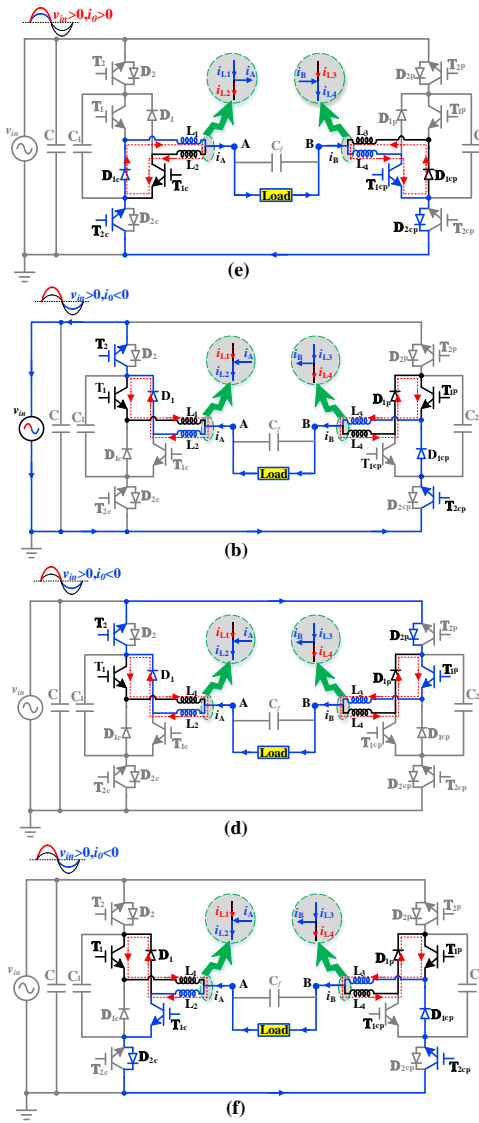 v_in>0,i_0>0
T_2 D_2 i_L1 i_A i_L2 i_B i_L3 i_L4 D_2p T_2p
v_in C C_1 T_1 D_1 L_1 L_2 A i_A C_f B i_B L_3 L_4 D_1p T_1p
D_1c T_1c Load T_1cp D_1cp
T_2c D_2c D_2cp T_2cp
(e)
v_in>0,i_0<0
T_2 D_2 i_L1 i_A i_L2 i_B i_L3 i_L4 D_2p T_2p
v_in C C_1 T_1 D_1 L_1 L_2 A i_A C_f B i_B L_3 L_4 D_1p T_1p C_2
D_1c T_1c Load T_1cp D_1cp
T_2c D_2c D_2cp T_2cp
(b)
v_in>0,i_0<0
T_2 D_2 i_L1 i_A i_L2 i_B i_L3 i_L4 D_2p T_2p
v_in C C_1 T_1 D_1 L_1 L_2 A i_A C_f B i_B L_3 L_4 D_1p T_1p C_2
D_1c T_1c Load T_1cp D_1cp
T_2c D_2c D_2cp T_2cp
(d)
v_in>0,i_0<0
T_2 D_2 i_L1 i_A i_L2 i_B i_L3 i_L4 D_2p T_2p
v_in C C_1 T_1 D_1 L_1 L_2 A i_A C_f B i_B L_3 L_4 D_1p T_1p C
D_1c T_1c Load T_1cp D_1cp
T_2c D_2c D_2cp T_2cp
(f)